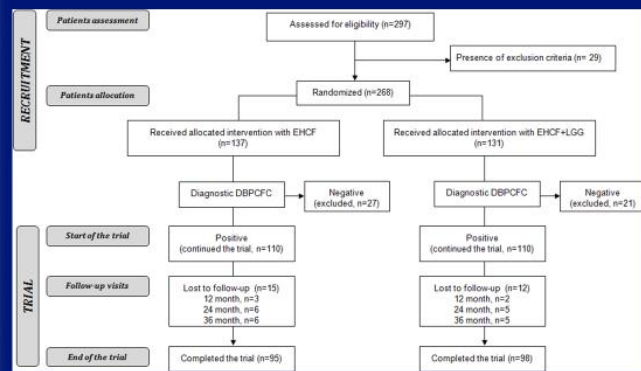 RECRUITMENT
Patients assessment
Assessed for eligibility (n=297)
Presence of exclusion criteria (n= 29)
Patients allocation
Randomized (n=268)
Received allocated intervention with EHCF
(n=137)
Received allocated intervention with EHCF+LGG
(n=131)
Diagnostic DBPCFC
Negative
(excluded, n=27)
Diagnostic DBPCFC
Negative
(excluded, n=21)
TRIAL
Start of the trial
Positive
(continued the trial, n=110)
Positive
(continued the trial, n=110)
Follow-up visits
Lost to follow-up (n=15)
12 month, n=3
24 month, n=6
36 month, n=6
Lost to follow-up (n=12)
12 month, n=2
24 month, n=5
36 month, n=5
End of the trial
Completed the trial (n=95)
Completed the trial (n=98)